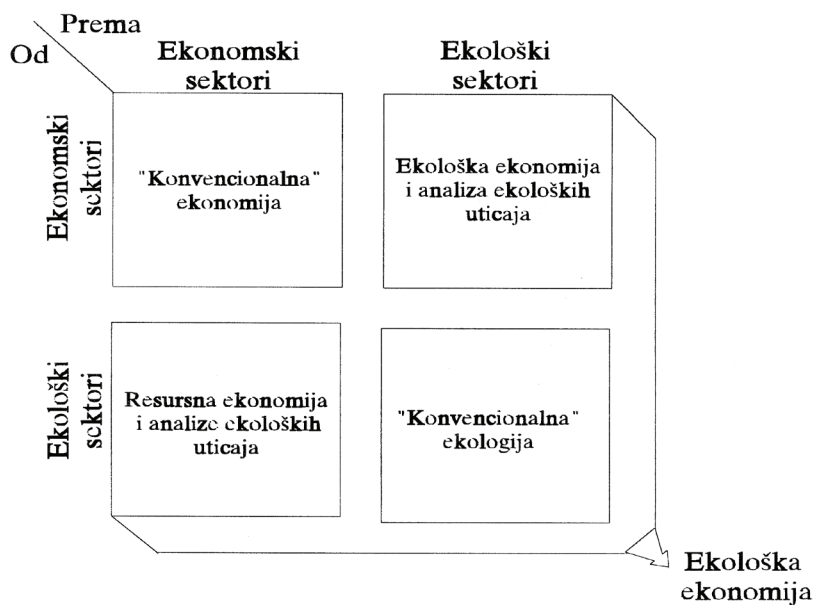 Prema
Od
Ekonomski
sektori
Ekološki
sektori
Ekonomski
sektori
"Konvencionalna"
ekonomija
Ekološka ekonomija
i analiza ekoloških
uticaja
Ekološki
sektori
Resursna ekonomija
i analize ekoloških
uticaja
"Konvencionalna"
ekologija
Ekološka
ekonomija